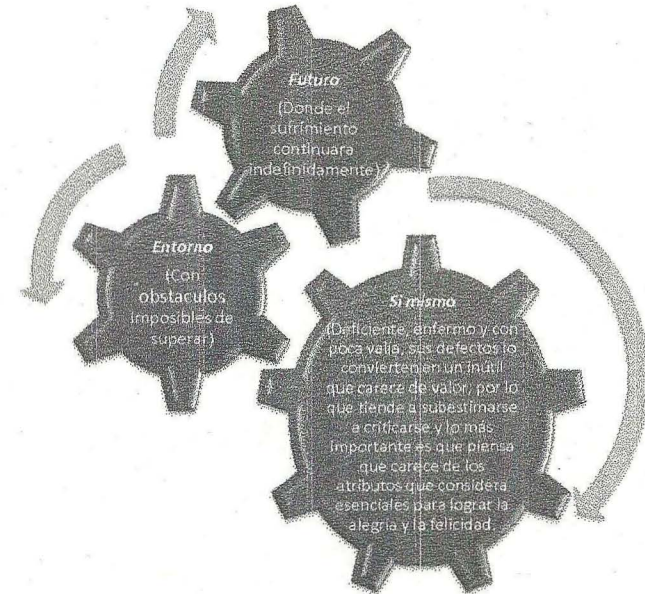 Futuro
(Donde el
sufrimiento
continuara
indefinidamente)
Entorno
(Con
obstaculos
imposibles de
superar)
Si mismo
(Deficiente, enfermo y con
poca valia, sus defectos lo
convierten en un inútil
que carece de valor, por lo
que tiende a subestimarse
a criticarse y lo más
importante es que piensa
que carece de los
atributos que considera
esenciales para lograr la
alegria y la felicidad.